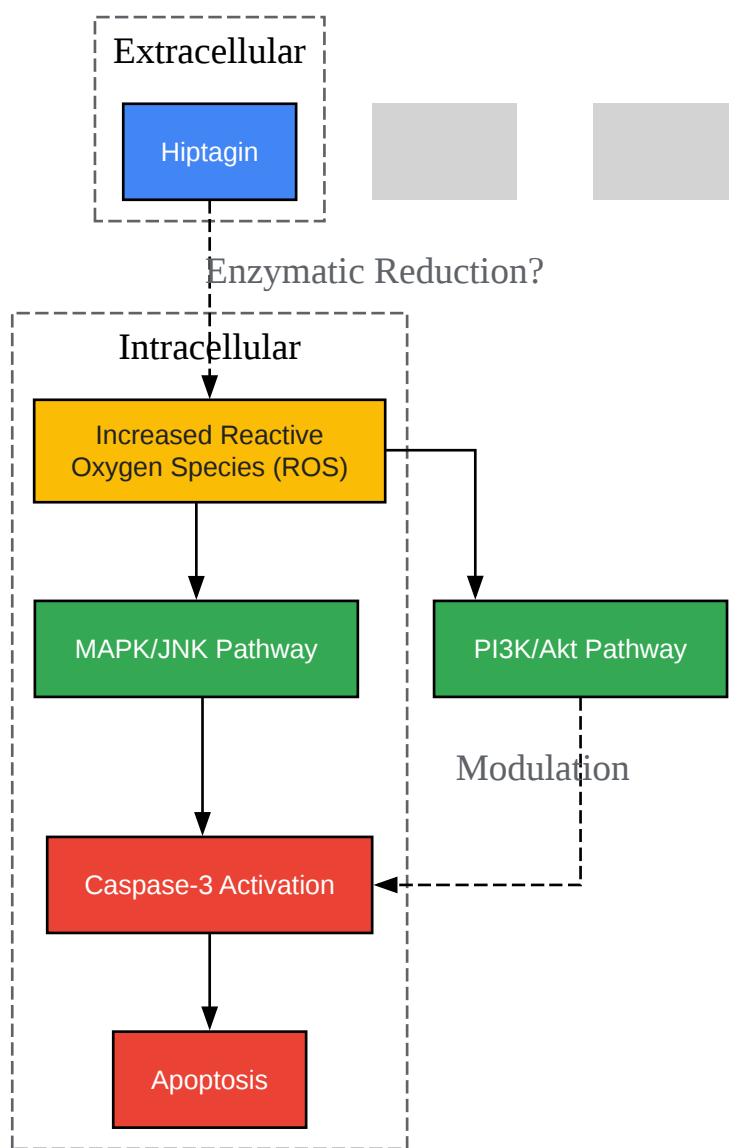 Extracellular
Hiptagin
Enzymatic Reduction?
Intracellular
Increased Reactive
Oxygen Species (ROS)
MAPK/JNK Pathway
PI3K/Akt Pathway
Modulation
Caspase-3 Activation
Apoptosis